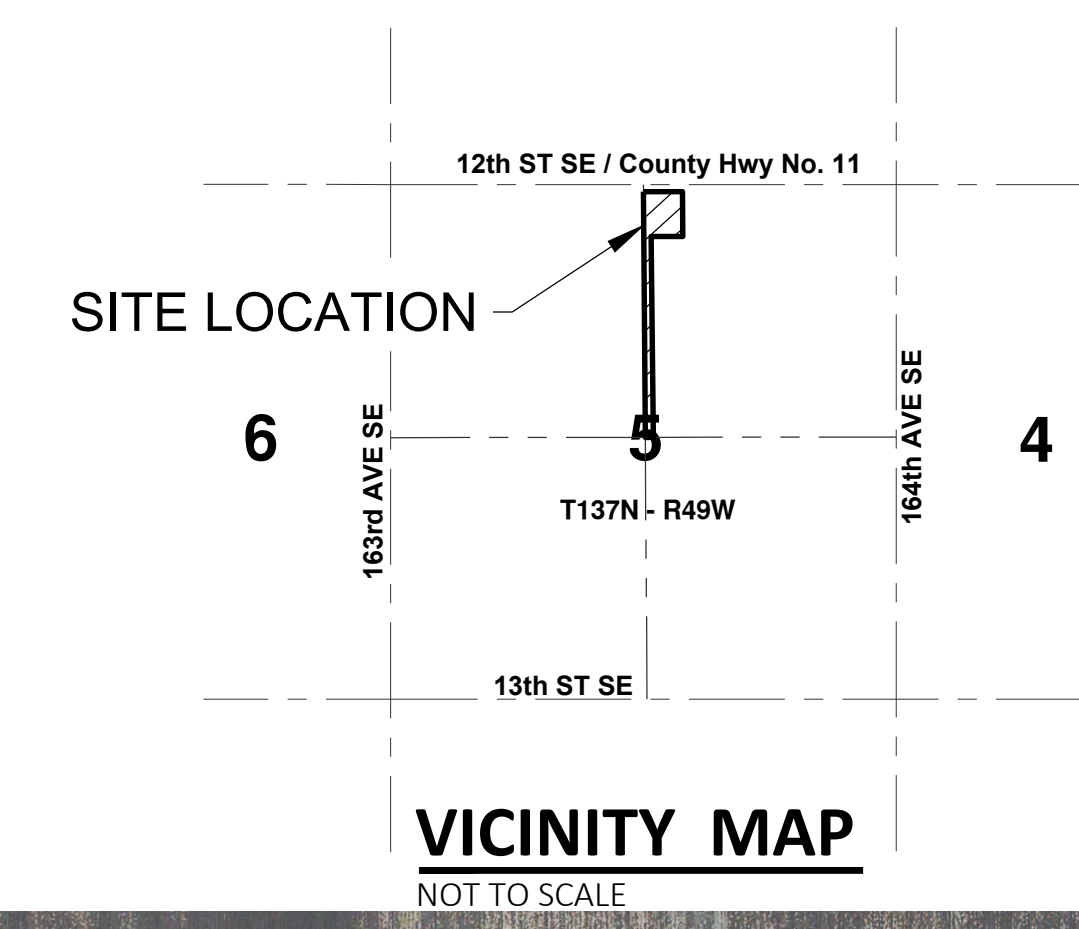 12th ST SE / County Hwy No. 11
SITE LOCATION
6
163rd AVE SE
5
164th AVE SE
4
T137N - R49W
13th ST SE
VICINITY MAP
NOT TO SCALE